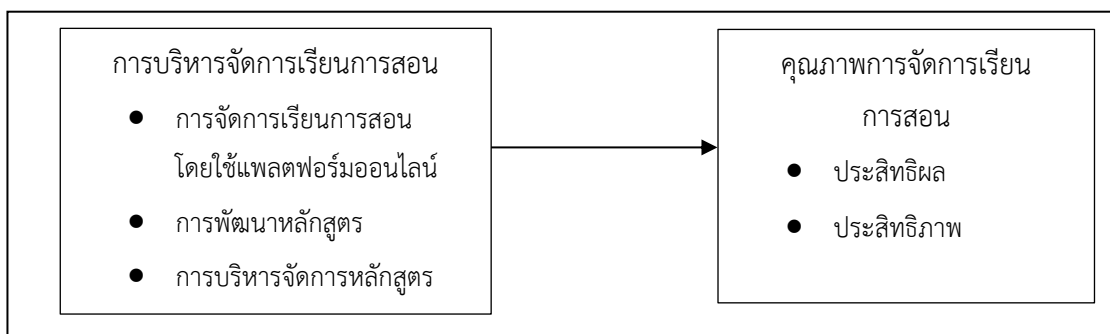 การบริหารจัดการเรียนการสอน
● การจัดการเรียนการสอน
โดยใช้แพลตฟอร์มออนไลน์
● การพัฒนาหลักสูตร
● การบริหารจัดการหลักสูตร
คุณภาพการจัดการเรียน
การสอน
● ประสิทธิผล
● ประสิทธิภาพ